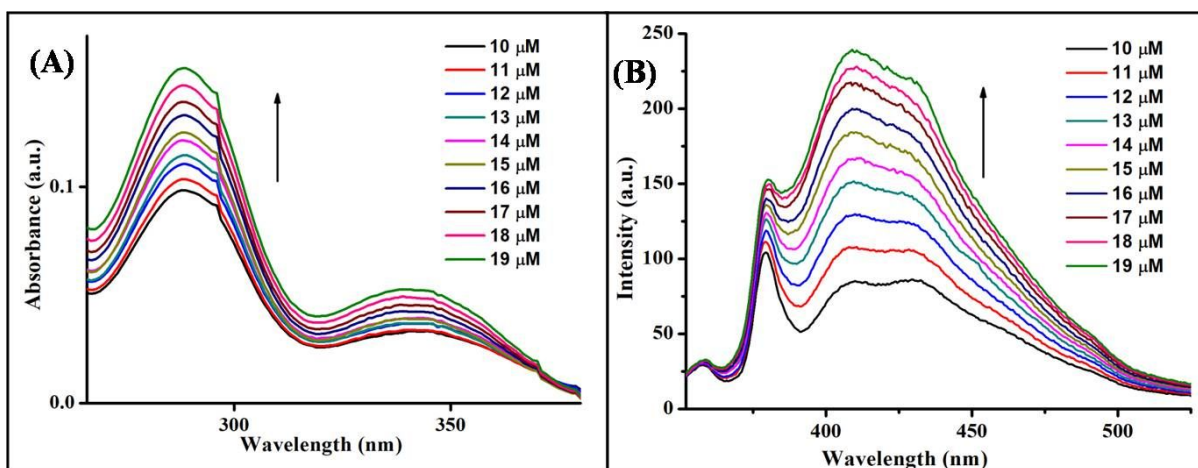 (A)
10 μM
11 μM
12 μM
13 μM
14 μM
15 μM
16 μM
17 μM
18 μM
19 μM
Absorbance (a.u.)
0.1
0.0
300
350
Wavelength (nm)
(B)
10 μM
11 μM
12 μM
13 μM
14 μM
15 μM
16 μM
17 μM
18 μM
19 μM
Intensity (a.u.)
250
200
150
100
50
0
400
450
500
Wavelength (nm)